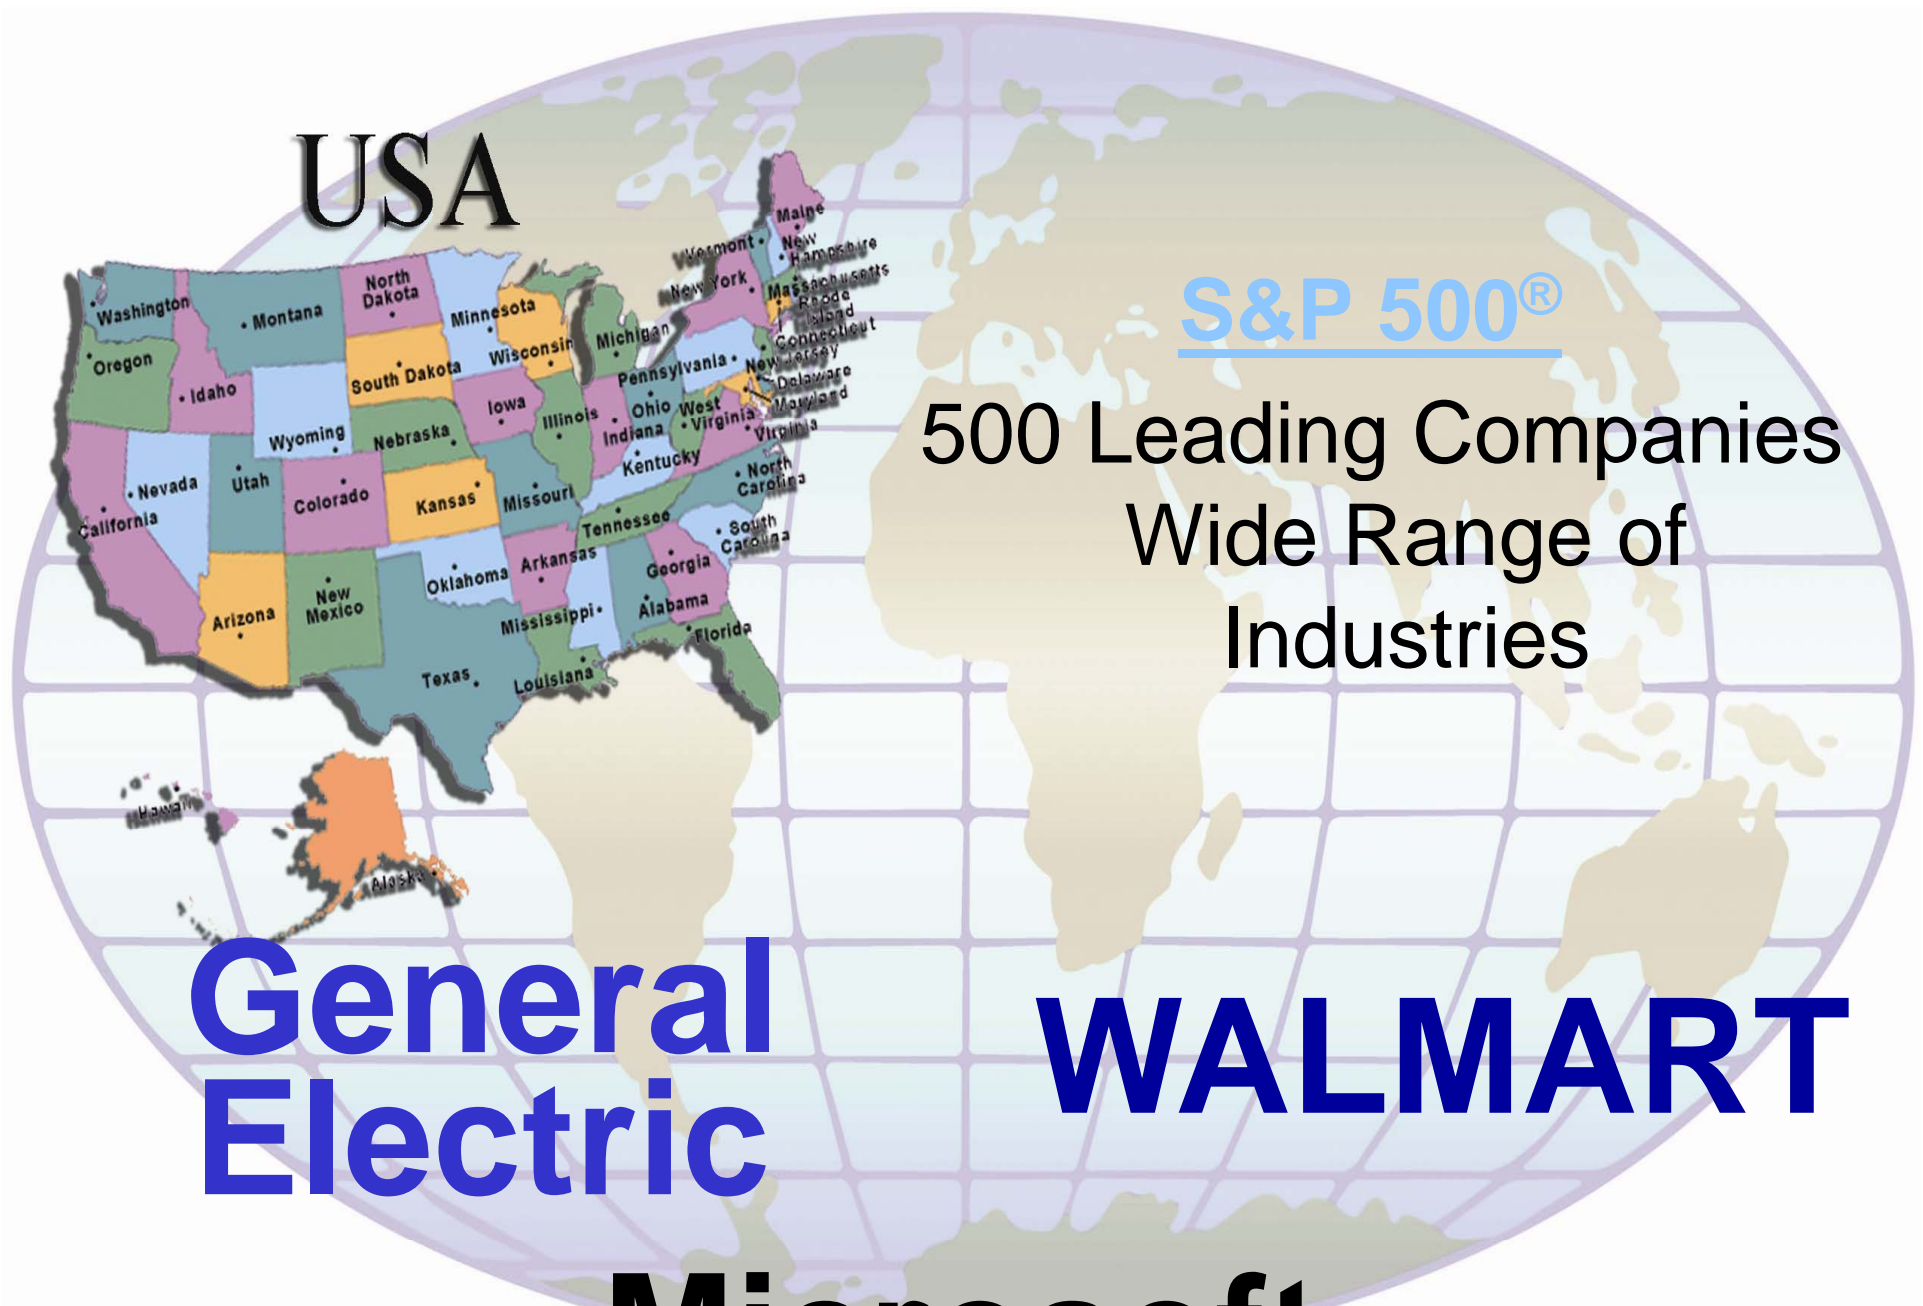 USA
Maine
Vermont
New
Hampshire
New York
Massachusetts
Rhode
Island
Connecticut
New Jersey
Delaware
Maryland
Washington
Montana
North
Dakota
Minnesota
Wisconsin
Michigan
Oregon
Idaho
South Dakota
Pennsylvania
Wyoming
Nebraska
Iowa
Illinois
Indiana
Ohio
West
Virginia
Virginia
Nevada
Utah
Colorado
Kansas
Missouri
Kentucky
North
Carolina
California
Tennessee
South
Carolina
Arizona
New
Mexico
Oklahoma
Arkansas
Georgia
Mississippi
Alabama
Florida
Texas
Louisiana
Hawaii
Alaska
S&P 500®
500 Leading Companies
Wide Range of
Industries
General
Electric
WALMART
Microsoft